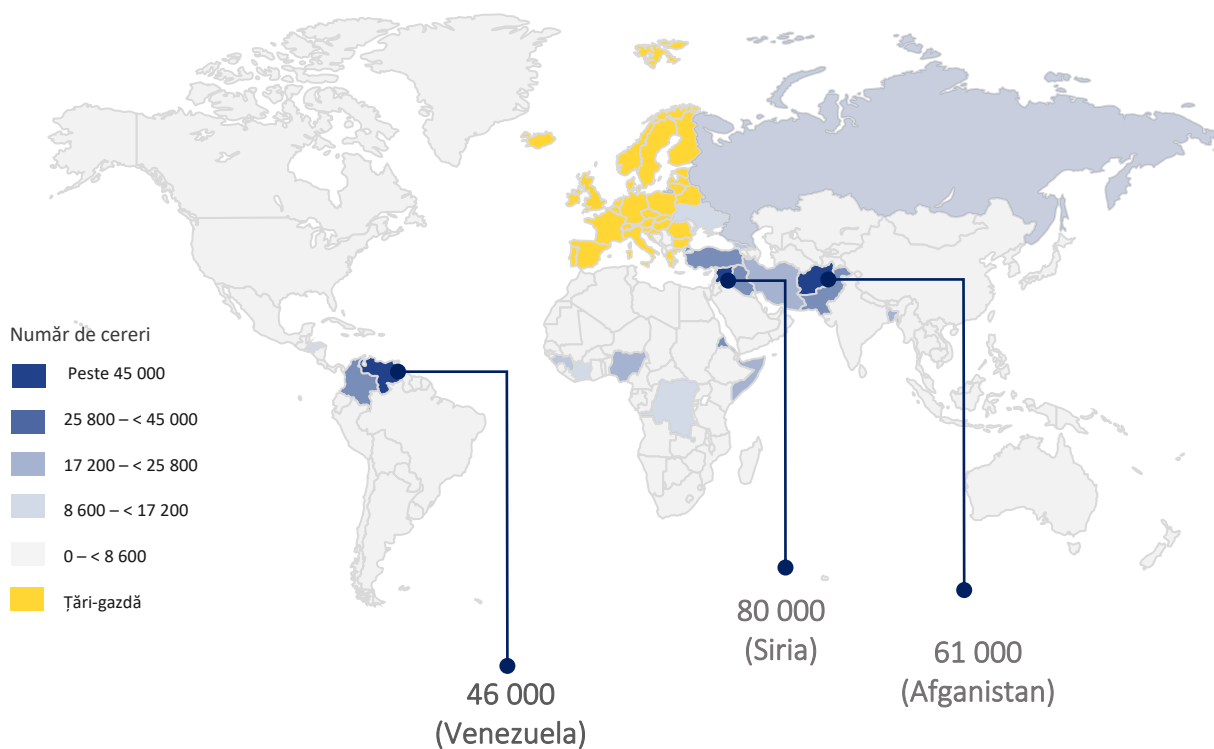 Număr de cereri
Peste 45 000
25 800 – < 45 000
17 200 – < 25 800
8 600 – < 17 200
0 – < 8 600
Țări-gazdă
80 000
(Siria)
61 000
(Afganistan)
46 000
(Venezuela)